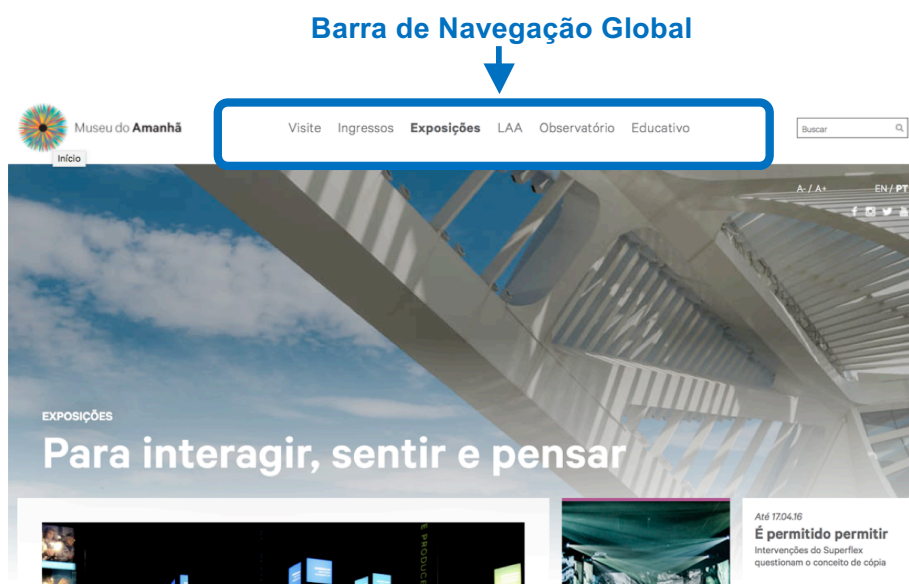 Barra de Navegação Global
Museu do Amanhã
Visite Ingressos Exposições LAA Observatório Educativo
Buscar
Início
A- / A+ EN / PT
EXPOSIÇÕES
Para interagir, sentir e pensar
Até 17.04.16
É permitido permitir
Intervenções do Superflex
questionam o conceito de cópia
E PRODUCE